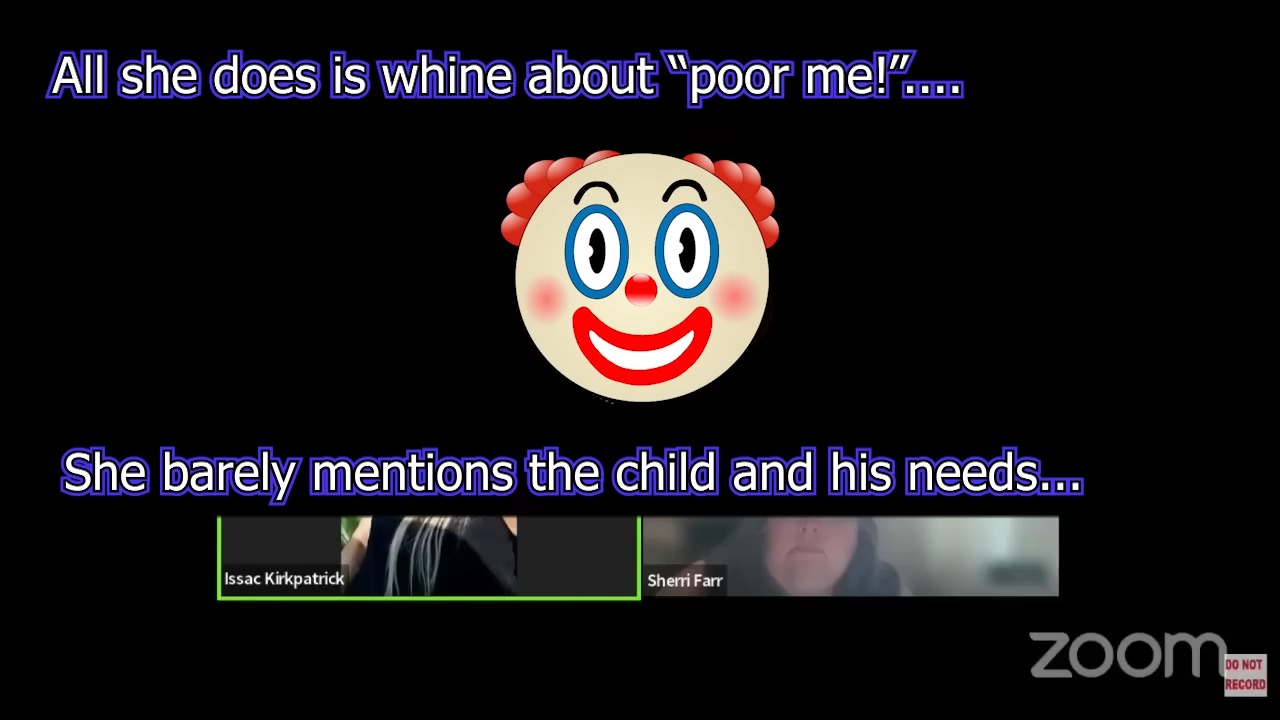 All she does is whine about “poor me!”....
She barely mentions the child and his needs...
Issac Kirkpatrick
Sherri Farr
zoom
DO NOT
RECORD